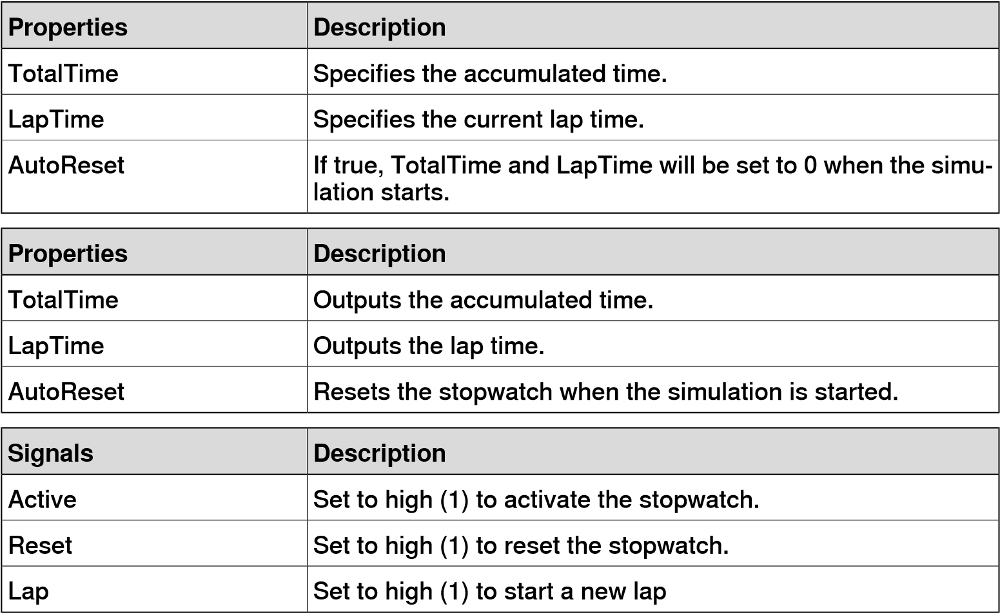 Properties Description
TotalTime Specifies the accumulated time.
LapTime Specifies the current lap time.
AutoReset If true, TotalTime and LapTime will be set to 0 when the simu-
lation starts.
Properties Description
TotalTime Outputs the accumulated time.
LapTime Outputs the lap time.
AutoReset Resets the stopwatch when the simulation is started.
Signals Description
Active Set to high (1) to activate the stopwatch.
Reset Set to high (1) to reset the stopwatch.
Lap Set to high (1) to start a new lap